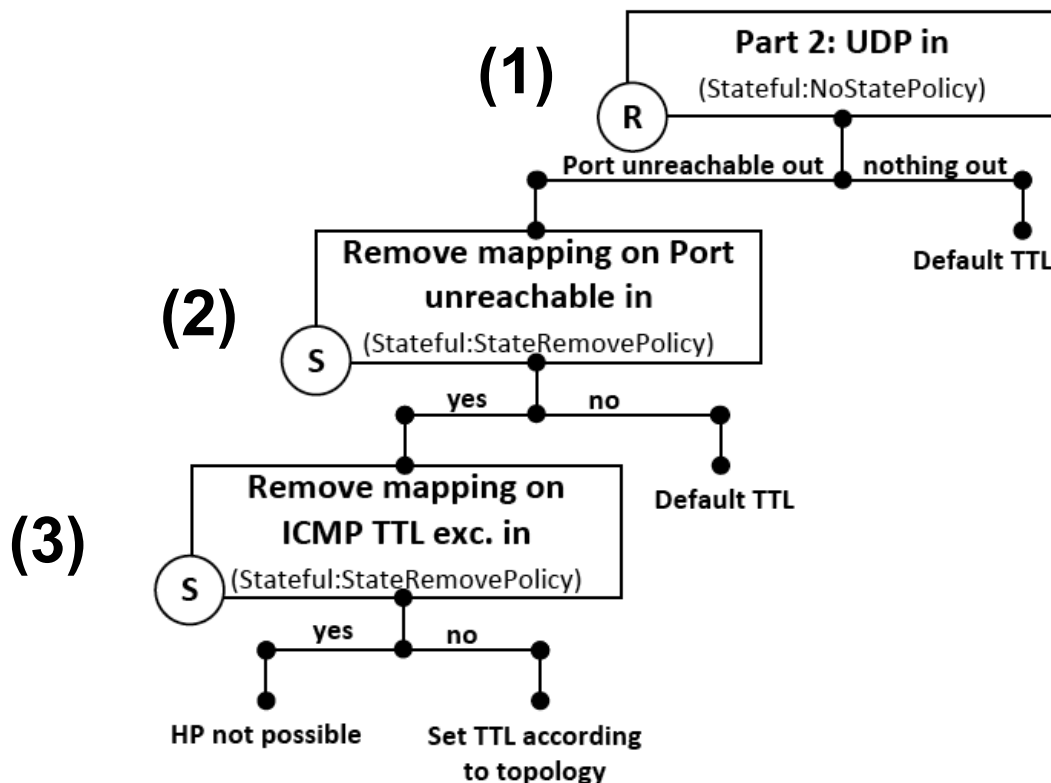 (1)
Part 2: UDP in
(Stateful:NoStatePolicy)
R
Port unreachable out
nothing out
Default TTL
(2)
Remove mapping on Port
unreachable in
(Stateful:StateRemovePolicy)
S
yes
no
Default TTL
(3)
Remove mapping on
ICMP TTL exc. in
(Stateful:StateRemovePolicy)
S
yes
no
HP not possible
Set TTL according
to topology